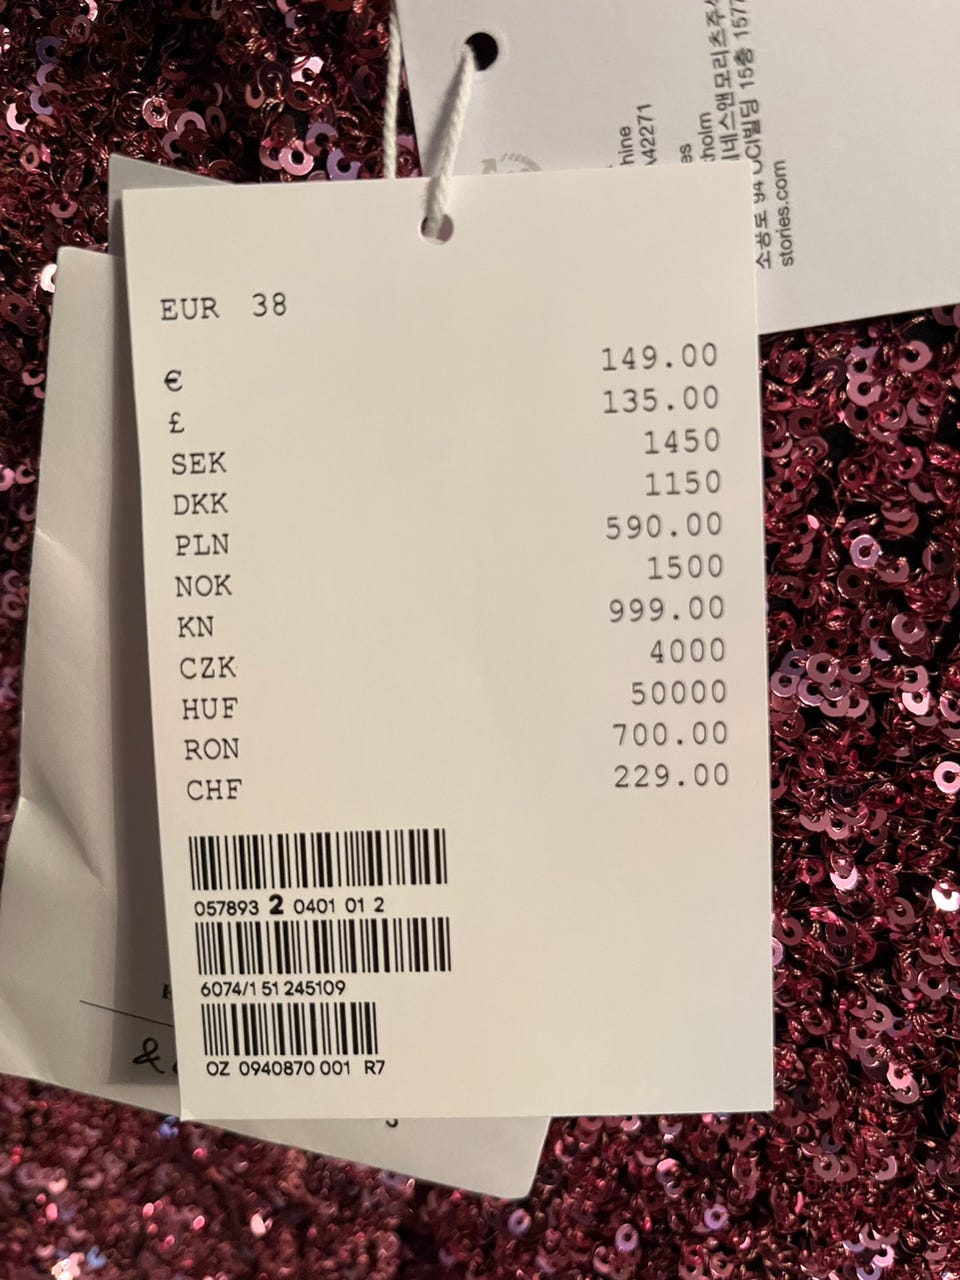 EUR 38
€ 149.00
£ 135.00
SEK 1450
DKK 1150
PLN 590.00
NOK 1500
KN 999.00
CZK 4000
HUF 50000
RON 700.00
CHF 229.00
057893 2 0401 01 2
6074/1 51 245109
OZ 0940870 001 R7
&
stories.com